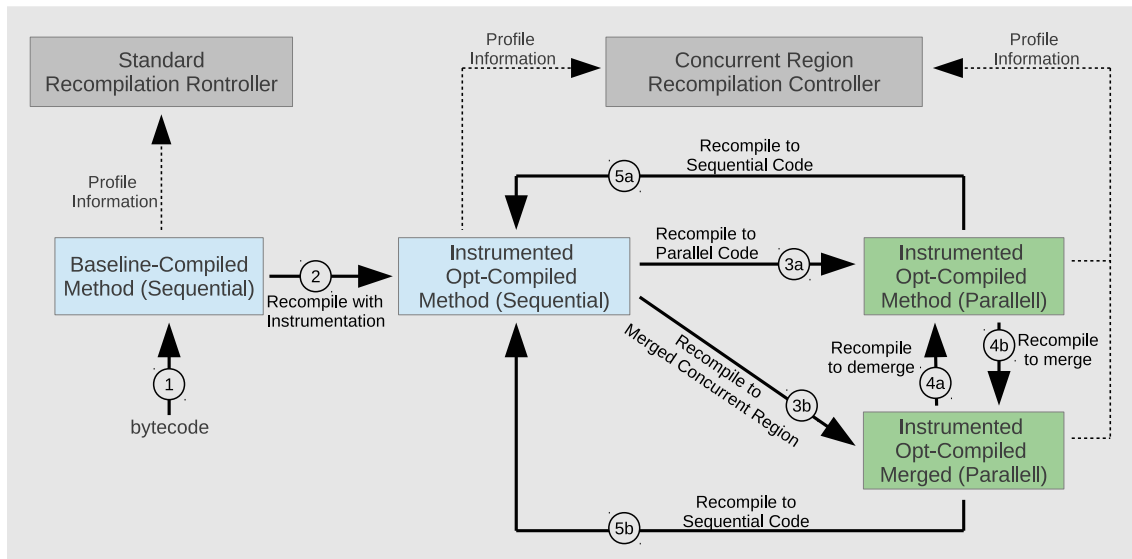 Standard
Recompilation Rontroller
Profile
Information
Concurrent Region
Recompilation Controller
Profile
Information
Recompile to
Sequential Code
5a
Profile
Information
Baseline-Compiled
Method (Sequential)
2
Recompile with
Instrumentation
Instrumented
Opt-Compiled
Method (Sequential)
Recompile to
Parallel Code
3a
Instrumented
Opt-Compiled
Method (Parallell)
1
bytecode
Recompile to
Merged Concurrent Region
3b
Recompile
to demerge
4a
4b
Recompile
to merge
Instrumented
Opt-Compiled
Merged (Parallell)
Recompile to
Sequential Code
5b